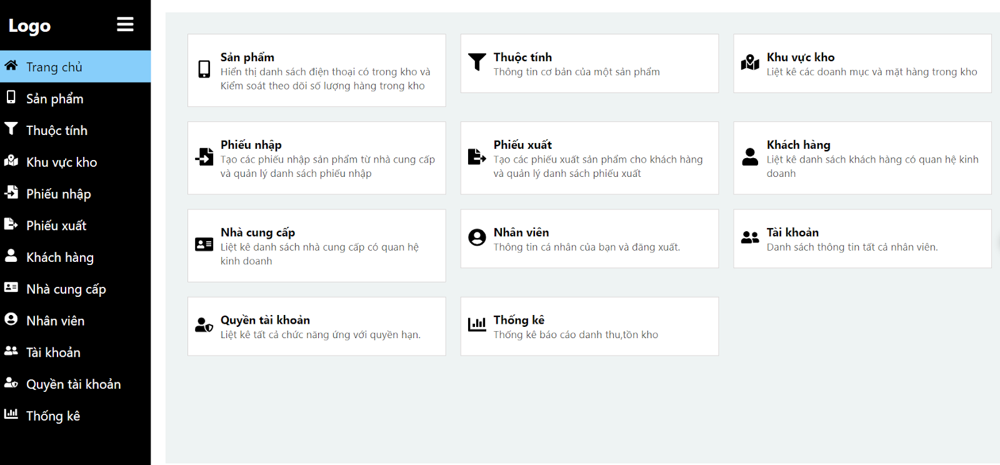 Logo
Trang chủ
Sản phẩm
Thuộc tính
Khu vực kho
Phiếu nhập
Phiếu xuất
Khách hàng
Nhà cung cấp
Nhân viên
Tài khoản
Quyền tài khoản
Thống kê
Sản phẩm
Hiển thị danh sách điện thoại có trong kho và
Kiểm soát theo dõi số lượng hàng trong kho
Thuộc tính
Thông tin cơ bản của một sản phẩm
Khu vực kho
Liệt kê các doanh mục và mặt hàng trong kho
Phiếu nhập
Tạo các phiếu nhập sản phẩm từ nhà cung cấp
và quản lý danh sách phiếu nhập
Phiếu xuất
Tạo các phiếu xuất sản phẩm cho khách hàng
và quản lý danh sách phiếu xuất
Khách hàng
Liệt kê danh sách khách hàng có quan hệ kinh
doanh
Nhà cung cấp
Liệt kê danh sách nhà cung cấp có quan hệ
kinh doanh
Nhân viên
Thông tin cá nhân của bạn và đăng xuất.
Tài khoản
Danh sách thông tin tất cả nhân viên.
Quyền tài khoản
Liệt kê tất cả chức năng ứng với quyền hạn.
Thống kê
Thống kê báo cáo danh thu,tồn kho